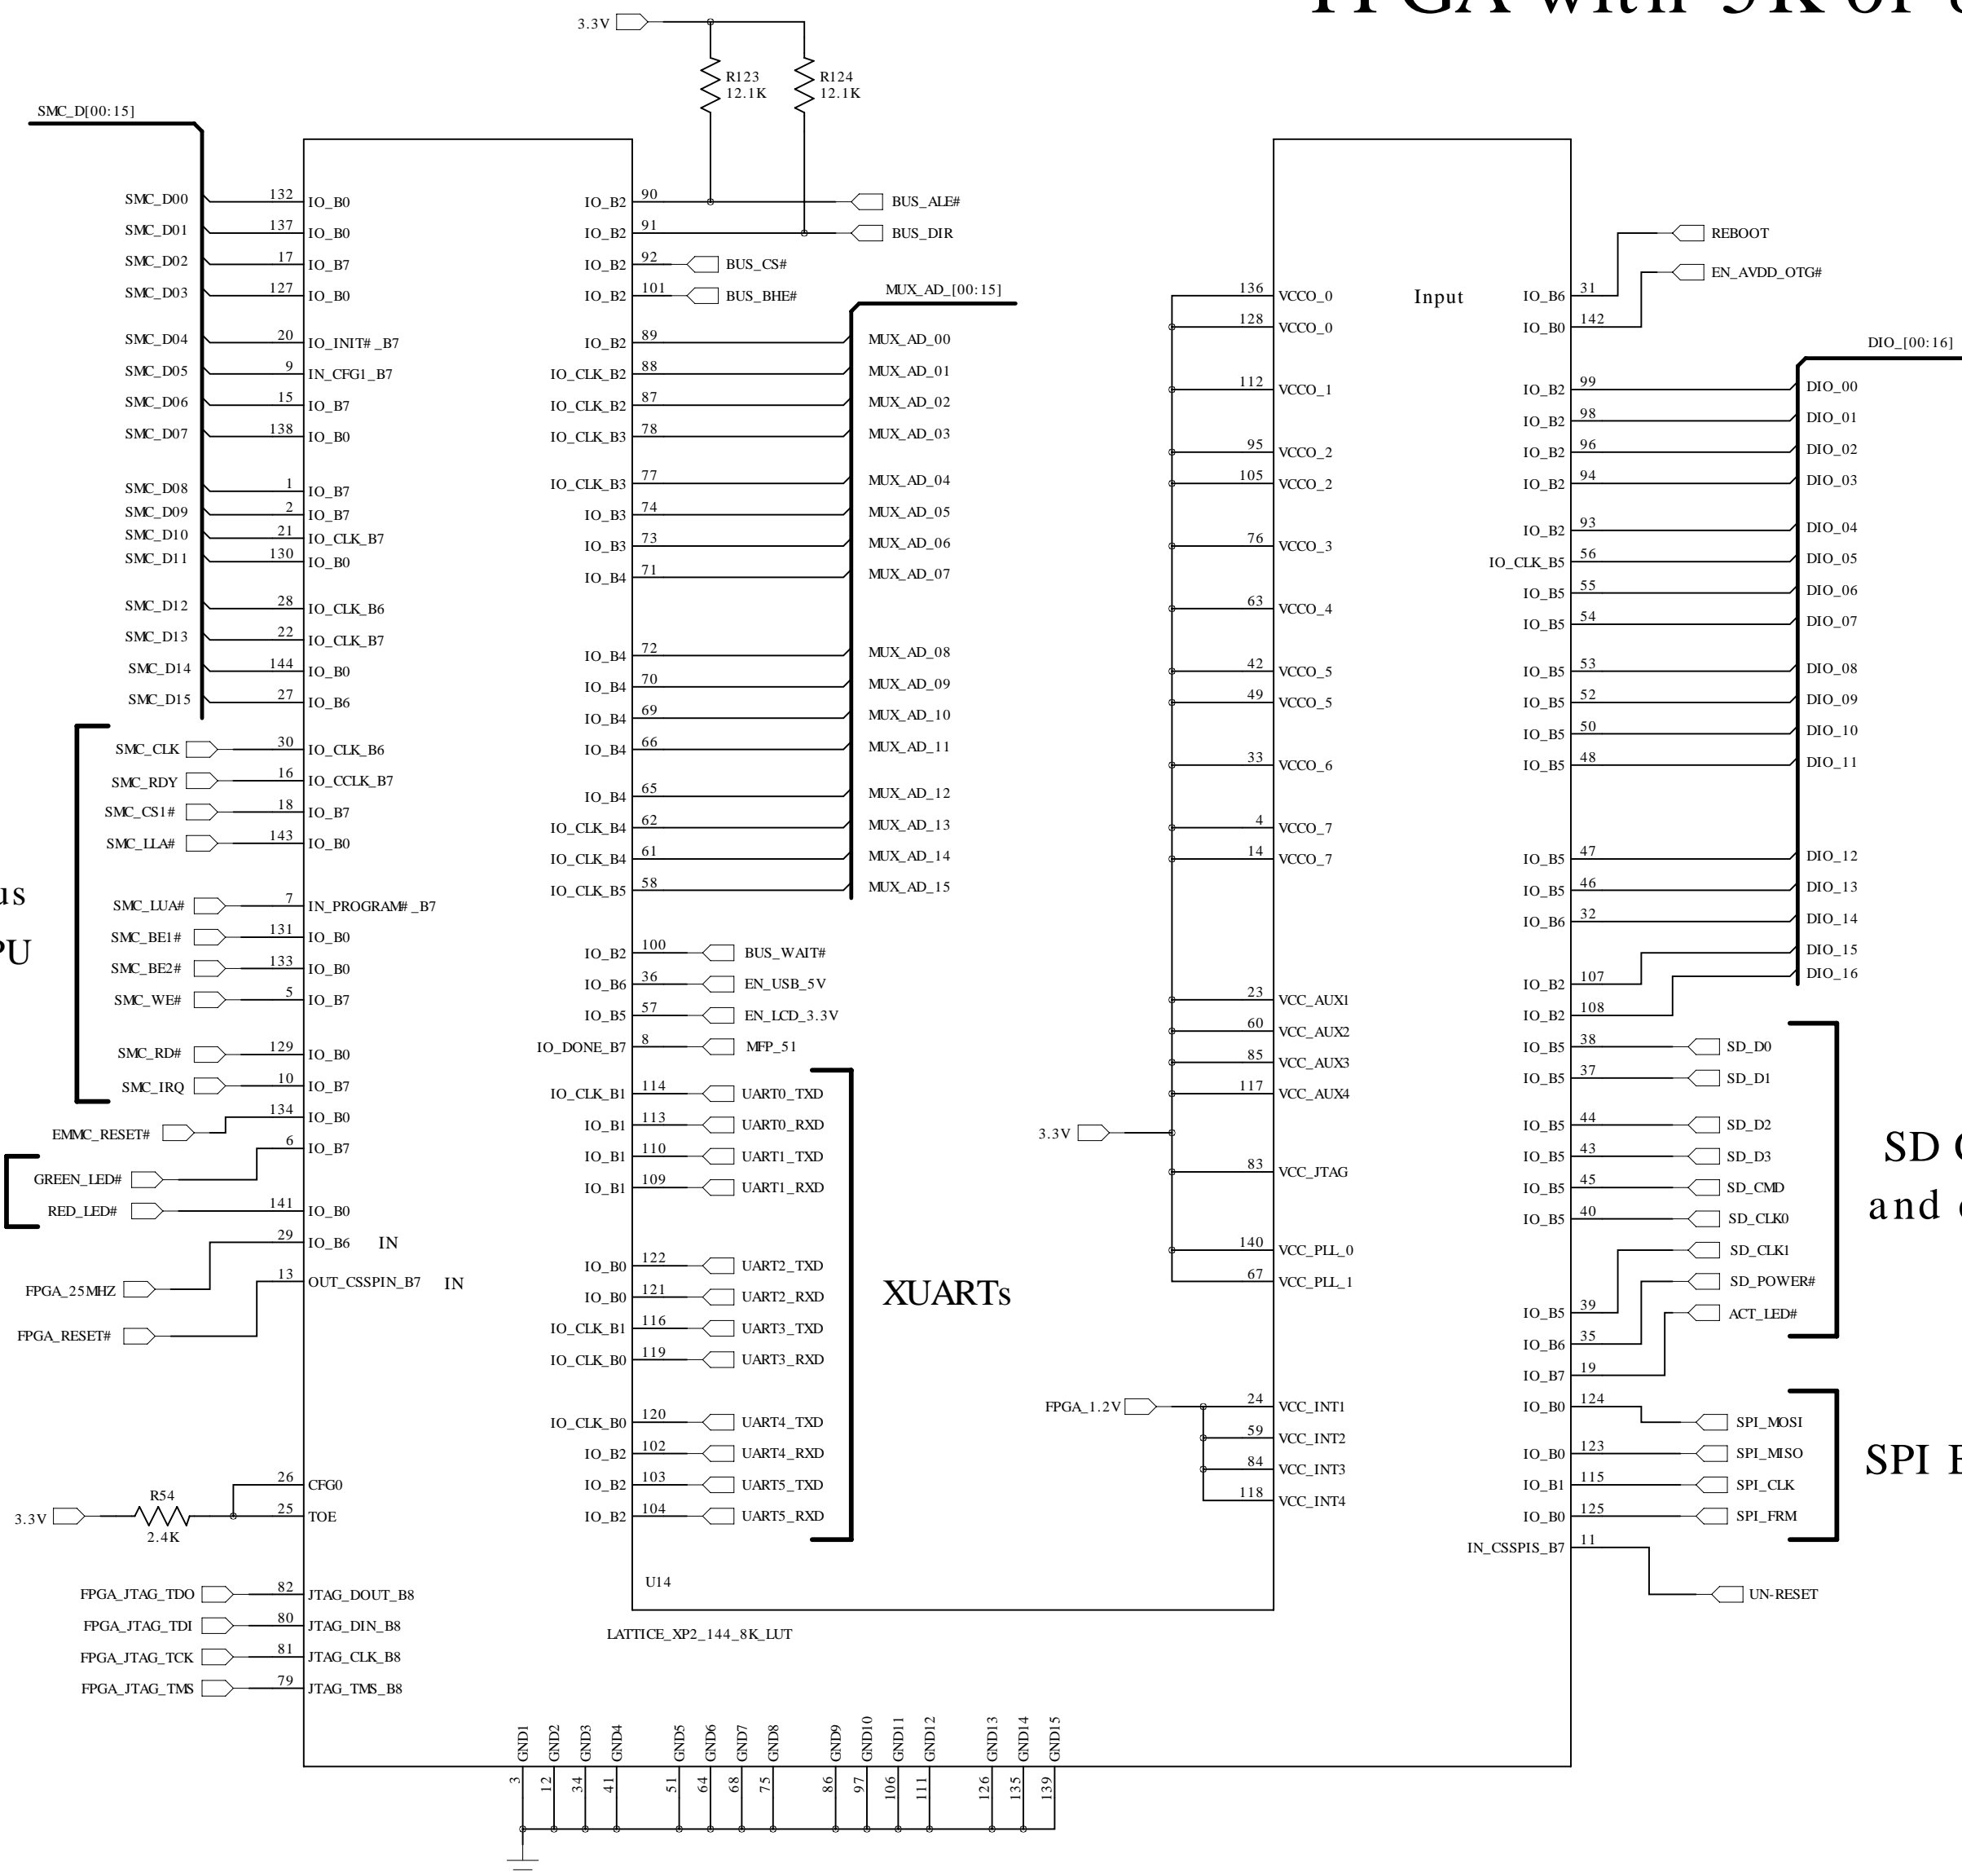 FPGA with 5K or 8
3.3V
R123
12.1K
R124
12.1K
SMC_D[00:15]
SMC_D00 132 IO_B0
SMC_D01 137 IO_B0
SMC_D02 17 IO_B7
SMC_D03 127 IO_B0
SMC_D04 20 IO_INIT#_B7
SMC_D05 9 IN_CFG1_B7
SMC_D06 15 IO_B7
SMC_D07 138 IO_B0
SMC_D08 1 IO_B7
SMC_D09 2 IO_B7
SMC_D10 21 IO_CLK_B7
SMC_D11 130 IO_B0
SMC_D12 28 IO_CLK_B6
SMC_D13 22 IO_CLK_B7
SMC_D14 144 IO_B0
SMC_D15 27 IO_B6
SMC_CLK 30 IO_CLK_B6
SMC_RDY 16 IO_CCLK_B7
SMC_CS1# 18 IO_B7
SMC_LLA# 143 IO_B0
us
PU
SMC_LUA# 7 IN_PROGRAM#_B7
SMC_BE1# 131 IO_B0
SMC_BE2# 133 IO_B0
SMC_WE# 5 IO_B7
SMC_RD# 129 IO_B0
SMC_IRQ 10 IO_B7
EMMC_RESET# 134 IO_B0
GREEN_LED# 6 IO_B7
RED_LED# 141 IO_B0
FPGA_25MHZ 29 IO_B6 IN
FPGA_RESET# 13 OUT_CSSPIN_B7 IN
26 CFG0
3.3V R54 25 TOE
2.4K
FPGA_JTAG_TDO 82 JTAG_DOUT_B8
FPGA_JTAG_TDI 80 JTAG_DIN_B8
FPGA_JTAG_TCK 81 JTAG_CLK_B8
FPGA_JTAG_TMS 79 JTAG_TMS_B8
IO_B2 90 BUS_ALE#
IO_B2 91 BUS_DIR
IO_B2 92 BUS_CS#
IO_B2 101 BUS_BHE#
MUX_AD_[00:15]
IO_B2 89 MUX_AD_00
IO_CLK_B2 88 MUX_AD_01
IO_CLK_B2 87 MUX_AD_02
IO_CLK_B3 78 MUX_AD_03
IO_CLK_B3 77 MUX_AD_04
IO_B3 74 MUX_AD_05
IO_B3 73 MUX_AD_06
IO_B4 71 MUX_AD_07
IO_B4 72 MUX_AD_08
IO_B4 70 MUX_AD_09
IO_B4 69 MUX_AD_10
IO_B4 66 MUX_AD_11
IO_B4 65 MUX_AD_12
IO_CLK_B4 62 MUX_AD_13
IO_CLK_B4 61 MUX_AD_14
IO_CLK_B5 58 MUX_AD_15
IO_B2 100 BUS_WAIT#
IO_B6 36 EN_USB_5V
IO_B5 57 EN_LCD_3.3V
IO_DONE_B7 8 MFP_51
IO_CLK_B1 114 UART0_TXD
IO_B1 113 UART0_RXD
IO_B1 110 UART1_TXD
IO_B1 109 UART1_RXD
IO_B0 122 UART2_TXD
IO_B0 121 UART2_RXD
IO_CLK_B1 116 UART3_TXD
IO_CLK_B0 119 UART3_RXD
IO_CLK_B0 120 UART4_TXD
IO_B2 102 UART4_RXD
IO_B2 103 UART5_TXD
IO_B2 104 UART5_RXD
XUARTs
U14
LATTICE_XP2_144_8K_LUT
136 VCCO_0
128 VCCO_0
112 VCCO_1
95 VCCO_2
105 VCCO_2
76 VCCO_3
63 VCCO_4
42 VCCO_5
49 VCCO_5
33 VCCO_6
4 VCCO_7
14 VCCO_7
23 VCC_AUX1
60 VCC_AUX2
85 VCC_AUX3
117 VCC_AUX4
3.3V
83 VCC_JTAG
140 VCC_PLL_0
67 VCC_PLL_1
FPGA_1.2V 24 VCC_INT1
59 VCC_INT2
84 VCC_INT3
118 VCC_INT4
Input
IO_B6 31 REBOOT
IO_B0 142 EN_AVDD_OTG#
DIO_[00:16]
IO_B2 99 DIO_00
IO_B2 98 DIO_01
IO_B2 96 DIO_02
IO_B2 94 DIO_03
IO_B2 93 DIO_04
IO_CLK_B5 56 DIO_05
IO_B5 55 DIO_06
IO_B5 54 DIO_07
IO_B5 53 DIO_08
IO_B5 52 DIO_09
IO_B5 50 DIO_10
IO_B5 48 DIO_11
IO_B5 47 DIO_12
IO_B5 46 DIO_13
IO_B6 32 DIO_14
IO_B2 107 DIO_15
IO_B2 108 DIO_16
IO_B5 38 SD_D0
IO_B5 37 SD_D1
IO_B5 44 SD_D2
IO_B5 43 SD_D3
IO_B5 45 SD_CMD
IO_B5 40 SD_CLK0
IO_B5 39 SD_CLK1
IO_B6 35 SD_POWER#
IO_B7 19 ACT_LED#
SD
and
IO_B0 124 SPI_MOSI
IO_B0 123 SPI_MISO
IO_B1 115 SPI_CLK
IO_B0 125 SPI_FRM
SPI
IN_CSSPIS_B7 11 UN-RESET
GND1 GND2 GND3 GND4 GND5 GND6 GND7 GND8 GND9 GND10 GND11 GND12 GND13 GND14 GND15
3 12 34 41 51 64 68 75 86 97 106 111 126 135 139